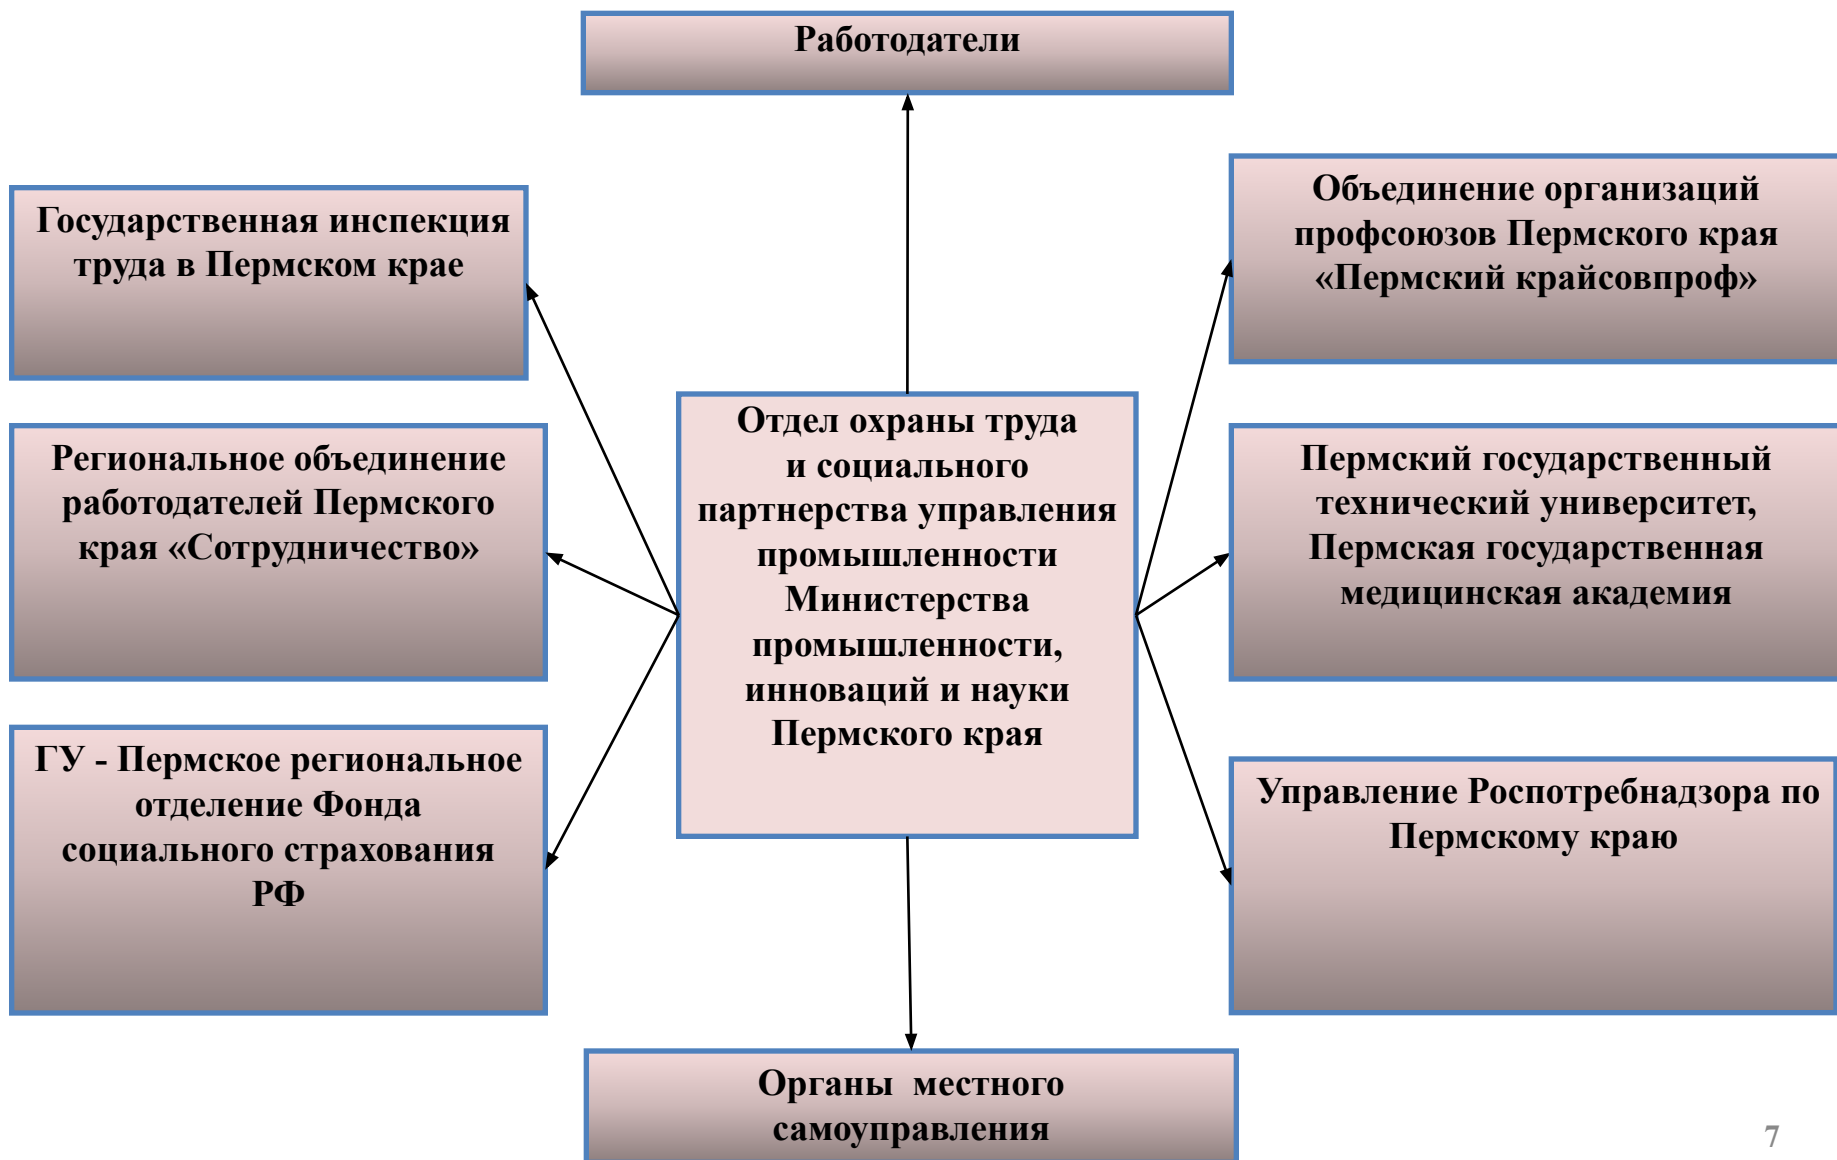 Работодатели
Государственная инспекция
труда в Пермском крае
Объединение организаций
профсоюзов Пермского края
«Пермский крайсовпроф»
Региональное объединение
работодателей Пермского
края «Сотрудничество»
Отдел охраны труда
и социального
партнерства управления
промышленности
Министерства
промышленности,
инноваций и науки
Пермского края
Пермский государственный
технический университет,
Пермская государственная
медицинская академия
ГУ - Пермское региональное
отделение Фонда
социального страхования
РФ
Управление Роспотребнадзора по
Пермскому краю
Органы местного
самоуправления
7